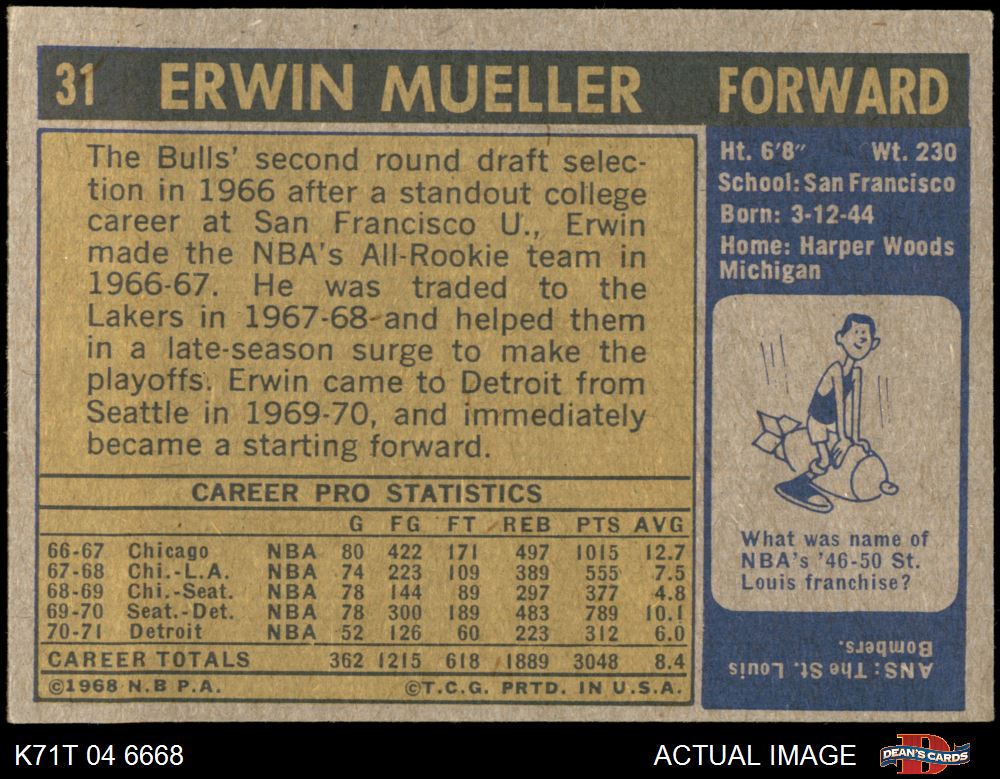 31 ERWIN MUELLER FORWARD
The Bulls' second round draft selec-
tion in 1966 after a standout college
career at San Francisco U., Erwin
made the NBA's All-Rookie team in
1966-67. He was traded to the
Lakers in 1967-68 and helped them
in a late-season surge to make the
playoffs. Erwin came to Detroit from
Seattle in 1969-70, and immediately
became a starting forward.
Ht. 6'8" Wt. 230
School: San Francisco
Born: 3-12-44
Home: Harper Woods
Michigan
CAREER PRO STATISTICS
G FG FT REB PTS AVG
66-67 Chicago NBA 80 422 171 497 1015 12.7
67-68 Chi.-L.A. NBA 74 223 109 389 555 7.5
68-69 Chi.-Seat. NBA 78 144 89 297 377 4.8
69-70 Seat.-Det. NBA 78 300 189 483 789 10.1
70-71 Detroit NBA 52 126 60 223 312 6.0
CAREER TOTALS 362 1215 618 1889 3048 8.4
©1968 N.B P.A. ©T.C.G. PRTD. IN U.S.A.
What was name of
NBA's '46-50 St.
Louis franchise?
ANS: The St. Louis
Bombers.
K71T 04 6668 ACTUAL IMAGE DEAN'S CARDS